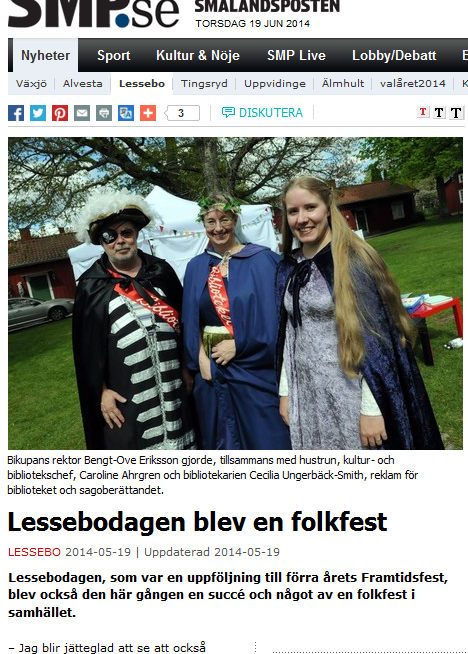 SMP.se SMÅLANDSPOSTEN
TORSDAG 19 JUN 2014
Nyheter Sport Kultur & Nöje SMP Live Lobby/Debatt
Växjö Alvesta Lessebo Tingsryd Uppvidinge Älmhult valåret2014 K
3 DISKUTERA T T T
Bikupans rektor Bengt-Ove Eriksson gjorde, tillsammans med hustrun, kultur- och
bibliotekschef, Caroline Ahrgren och bibliotekarien Cecilia Ungerbäck-Smith, reklam för
biblioteket och sagoberättandet.
Lessebodagen blev en folkfest
LESSEBO 2014-05-19 | Uppdaterad 2014-05-19
Lessebodagen, som var en uppföljning till förra årets Framtidsfest,
blev också den här gången en succé och något av en folkfest i
samhället.
– Jag blir jätteglad att se att också